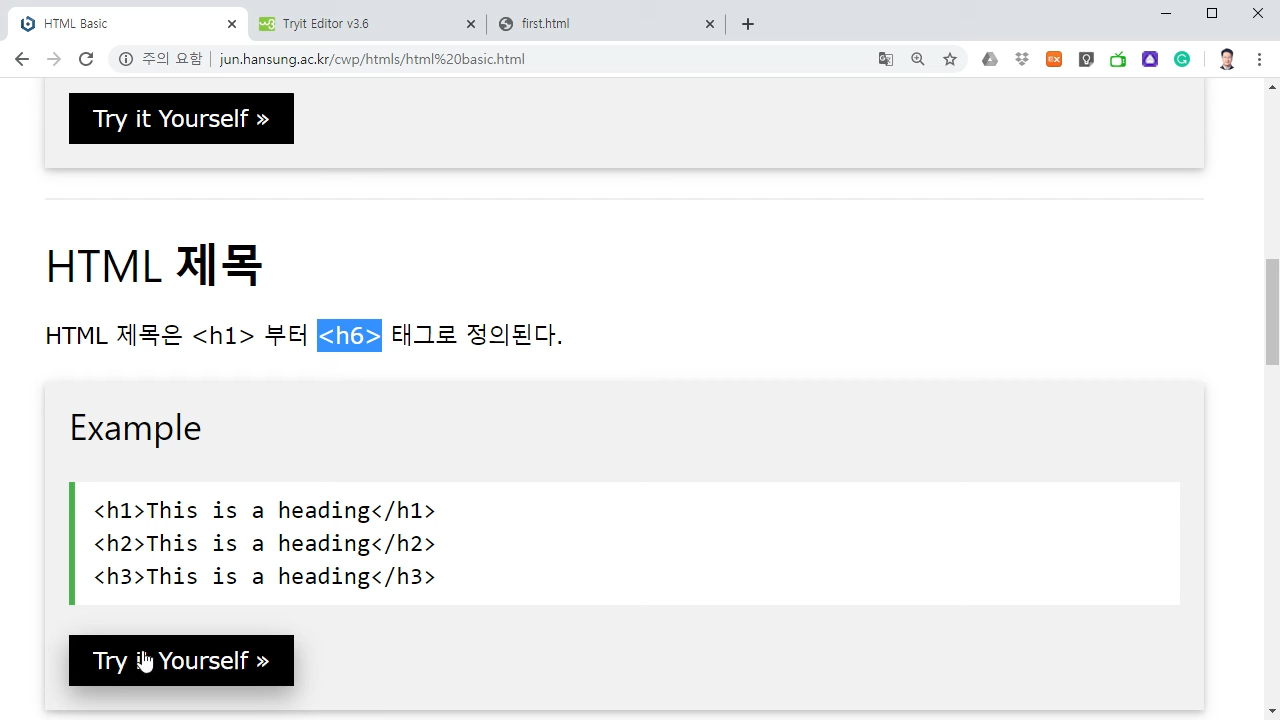 HTML Basic
Tryit Editor v3.6
first.html
주의 요함
jun.hansung.ac.kr/cwp/htmls/html%20basic.html
Try it Yourself »
HTML 제목
HTML 제목은 <h1> 부터 <h6> 태그로 정의된다.
Example
<h1>This is a heading</h1>
<h2>This is a heading</h2>
<h3>This is a heading</h3>
Try it Yourself »